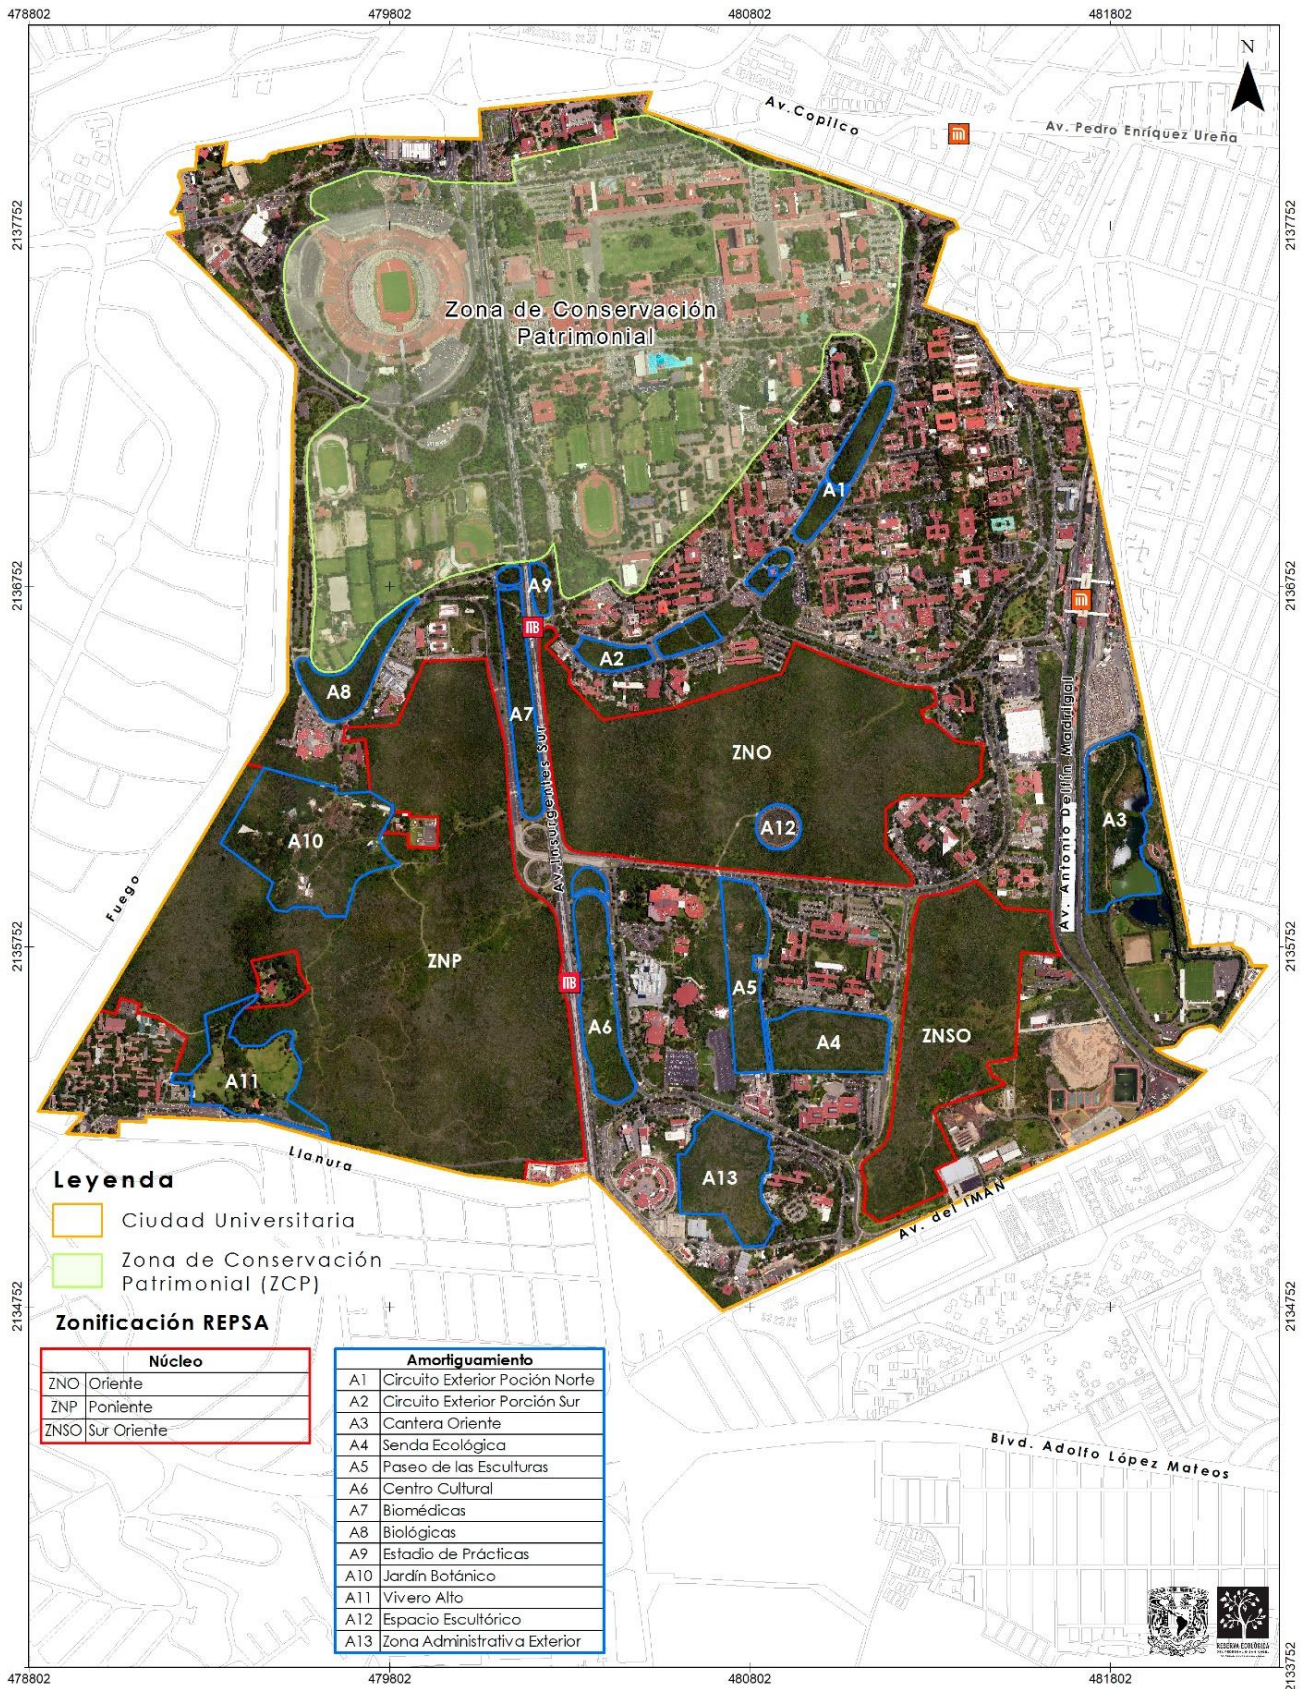 478802
479802
480802
481802
N
Av. Copilco
Av. Pedro Enríquez Ureña
2137752
2137752
Zona de Conservación
Patrimonial
A1
2136752
2136752
A9
MB
A2
A8
A7
Av. Insurgentes Sur
ZNO
Av. Antonio Delfín Madrigal
A12
A3
A10
Fuego
2135752
2135752
ZNP
MB
A5
A6
A4
ZNSO
A11
Llanura
A13
Av. del IMAN
Leyenda
Ciudad Universitaria
Zona de Conservación
Patrimonial (ZCP)
2134752
2134752
Zonificación REPSA
Núcleo
ZNO Oriente
ZNP Poniente
ZNSO Sur Oriente
Amortiguamiento
A1 Circuito Exterior Poción Norte
A2 Circuito Exterior Porción Sur
A3 Cantera Oriente
A4 Senda Ecológica
A5 Paseo de las Esculturas
A6 Centro Cultural
A7 Biomédicas
A8 Biológicas
A9 Estadio de Prácticas
A10 Jardín Botánico
A11 Vivero Alto
A12 Espacio Escultórico
A13 Zona Administrativa Exterior
Blvd. Adolfo López Mateos
RESERVA ECOLÓGICA
2133752
478802
479802
480802
481802